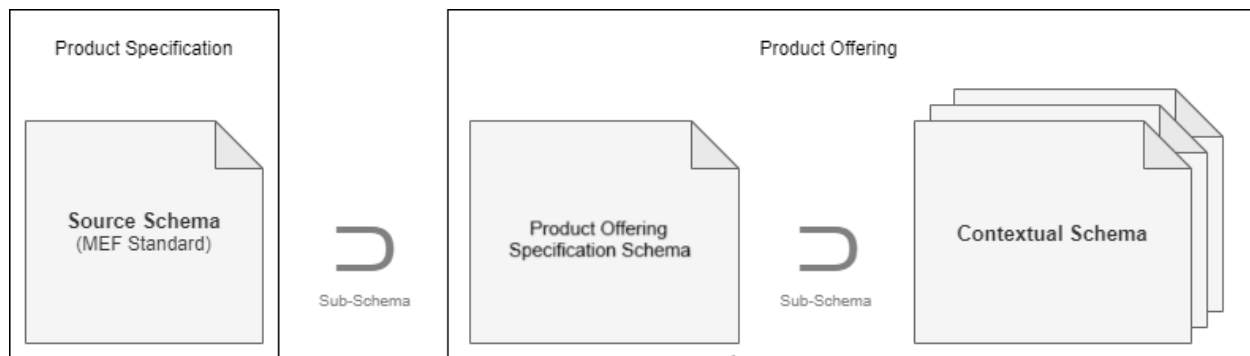 Product Specification
Product Offering
Source Schema
(MEF Standard)
Sub-Schema
Product Offering
Specification Schema
Sub-Schema
Contextual Schema